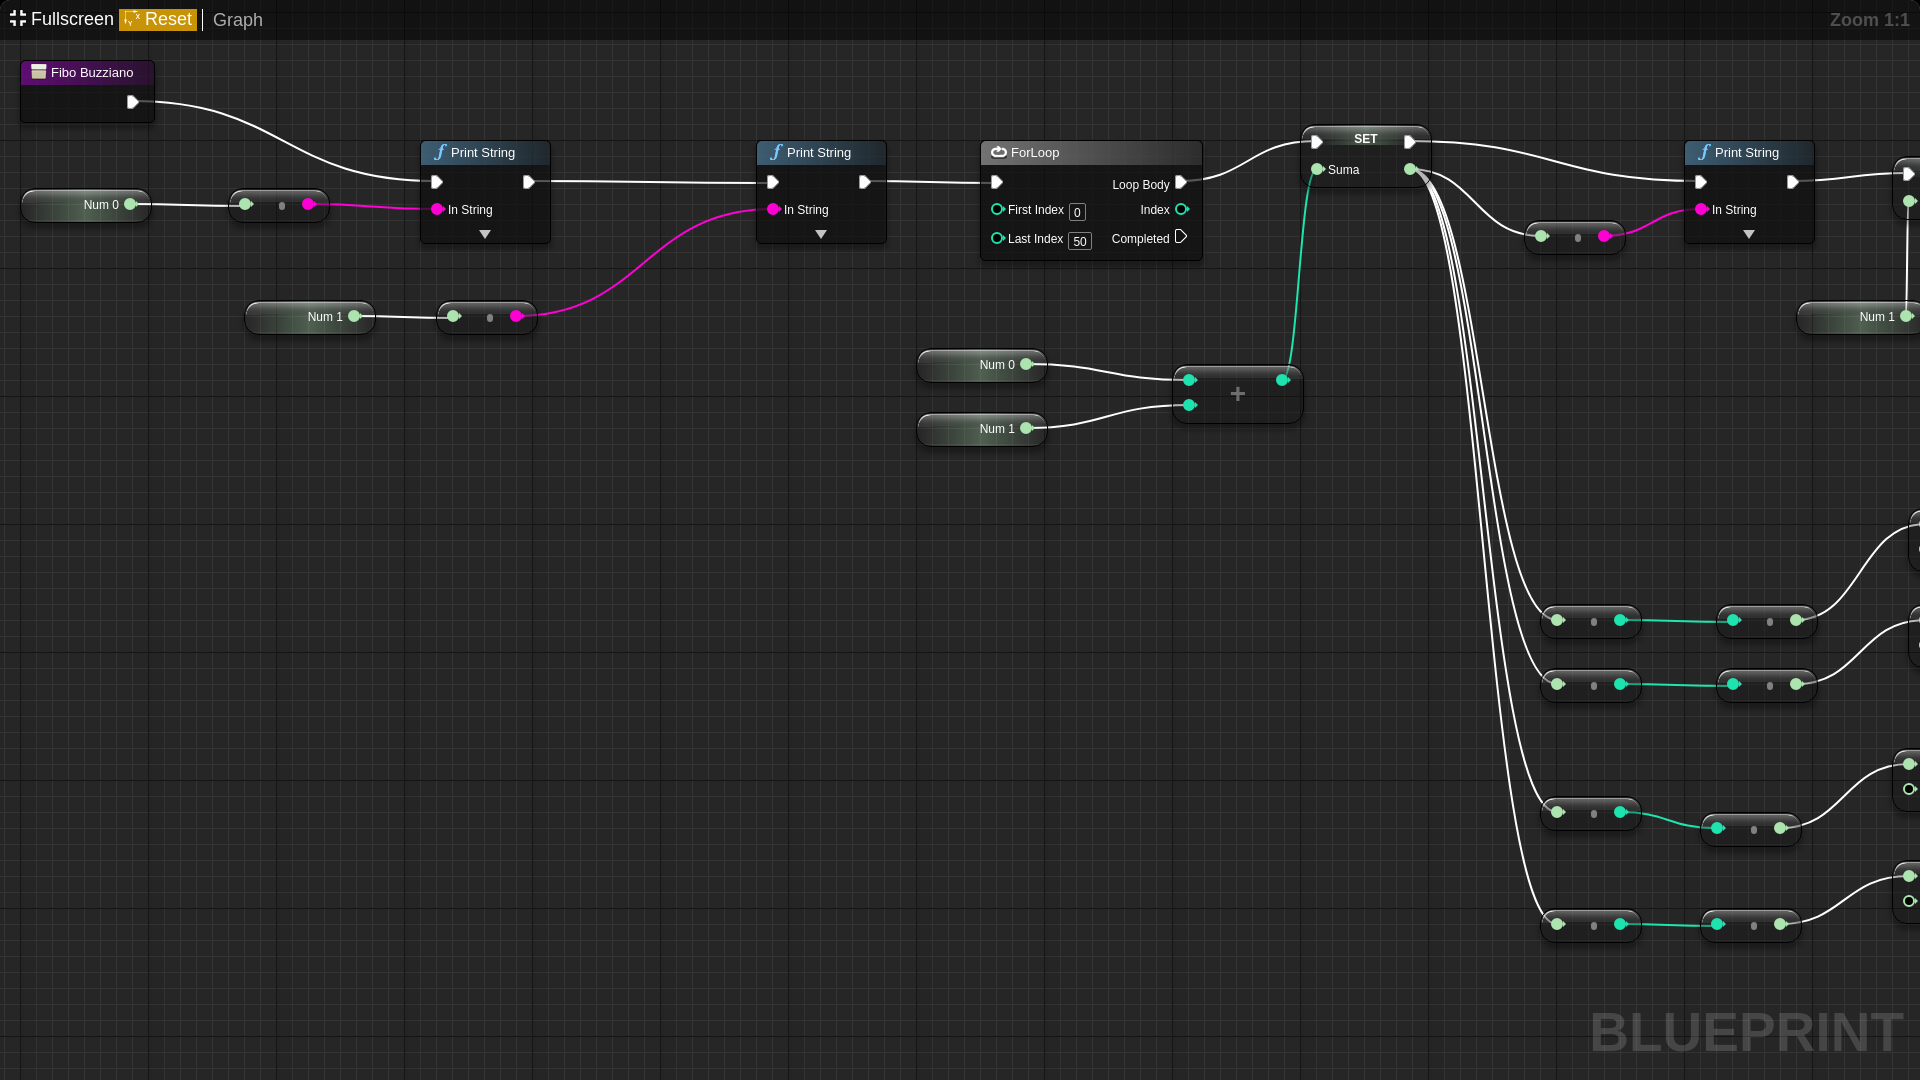 Fullscreen Reset Graph Zoom 1:1
Fibo Buzziano
Print String
In String
Print String
In String
ForLoop
Loop Body
First Index 0 Index
Last Index 50 Completed
SET
Suma
Print String
In String
Num 0
Num 1
Num 1
Num 0
+
Num 1
BLUEPRINT